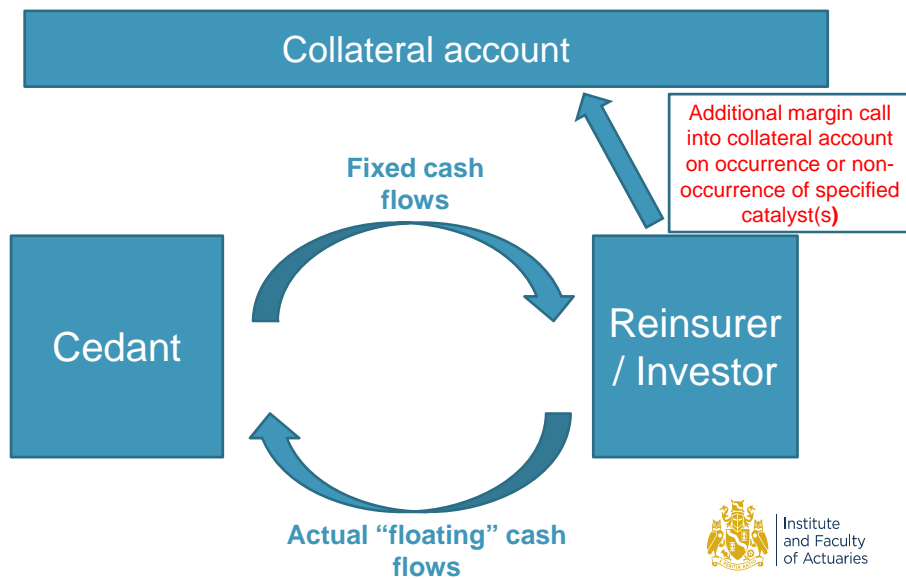 Collateral account
Additional margin call
into collateral account
on occurrence or non-
occurrence of specified
catalyst(s)
Fixed cash
flows
Cedant
Reinsurer
/ Investor
Actual “floating” cash
flows
Institute
and Faculty
of Actuaries